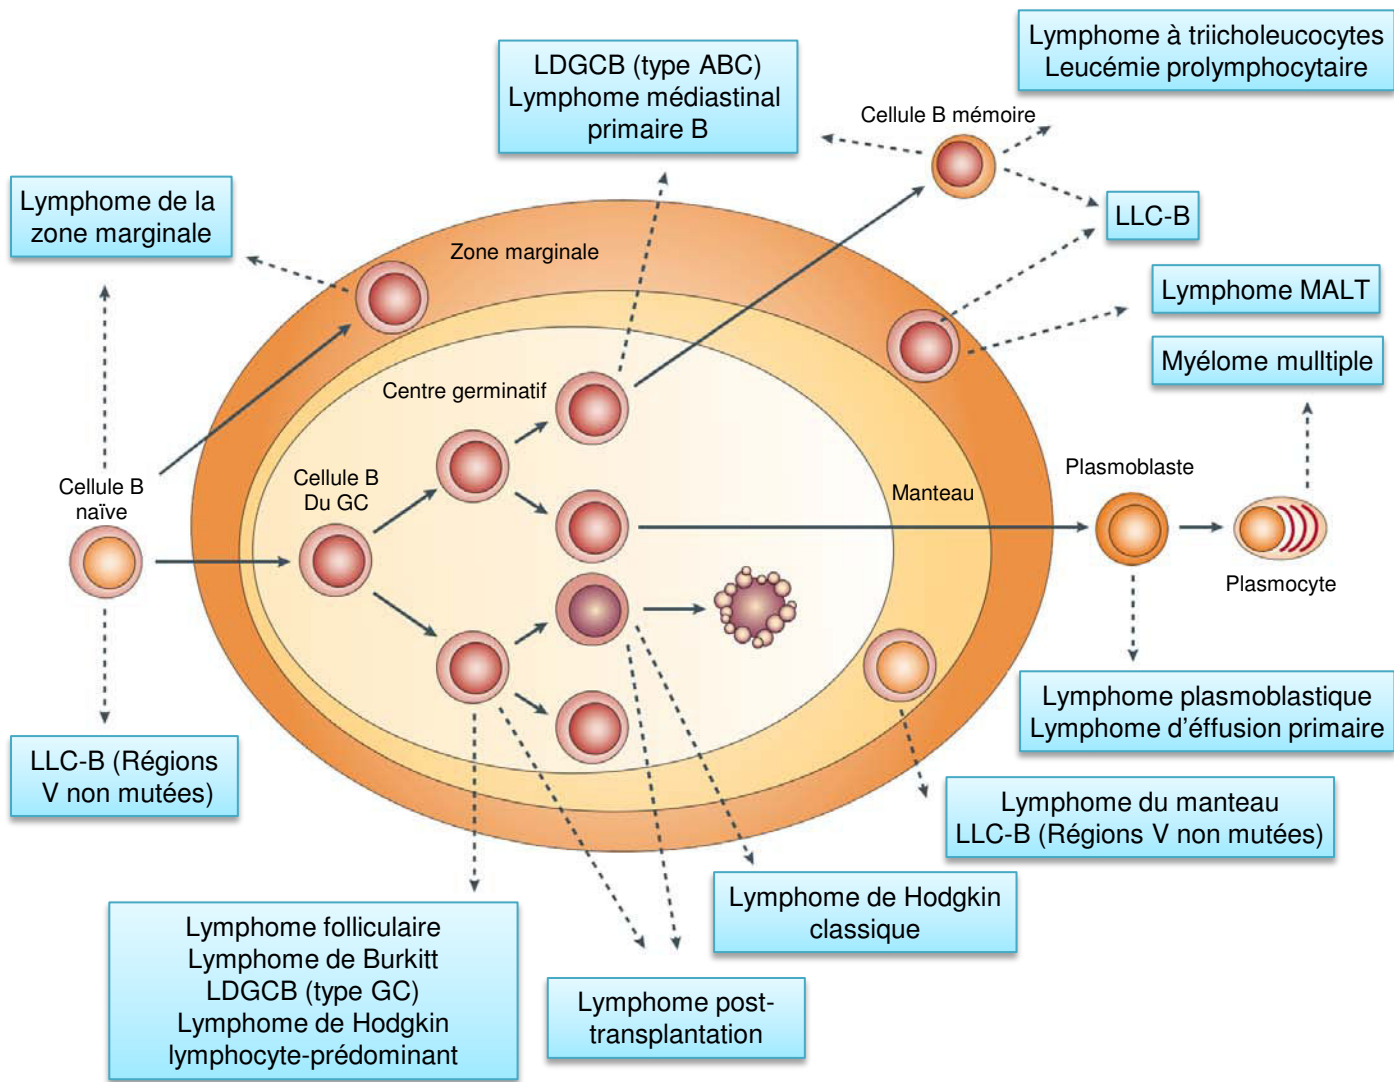 Lymphome à triicholeucocytes
Leucémie prolymphocytaire
LDGCB (type ABC)
Lymphome médiastinal
primaire B
Cellule B mémoire
Lymphome de la
zone marginale
LLC-B
Zone marginale
Lymphome MALT
Myélome mulltiple
Centre germinatif
Cellule B
naïve
Cellule B
Du GC
Manteau
Plasmoblaste
Plasmocyte
LLC-B (Régions
V non mutées)
Lymphome plasmoblastique
Lymphome d'éffusion primaire
Lymphome du manteau
LLC-B (Régions V non mutées)
Lymphome de Hodgkin
classique
Lymphome folliculaire
Lymphome de Burkitt
LDGCB (type GC)
Lymphome de Hodgkin
lymphocyte-prédominant
Lymphome post-
transplantation